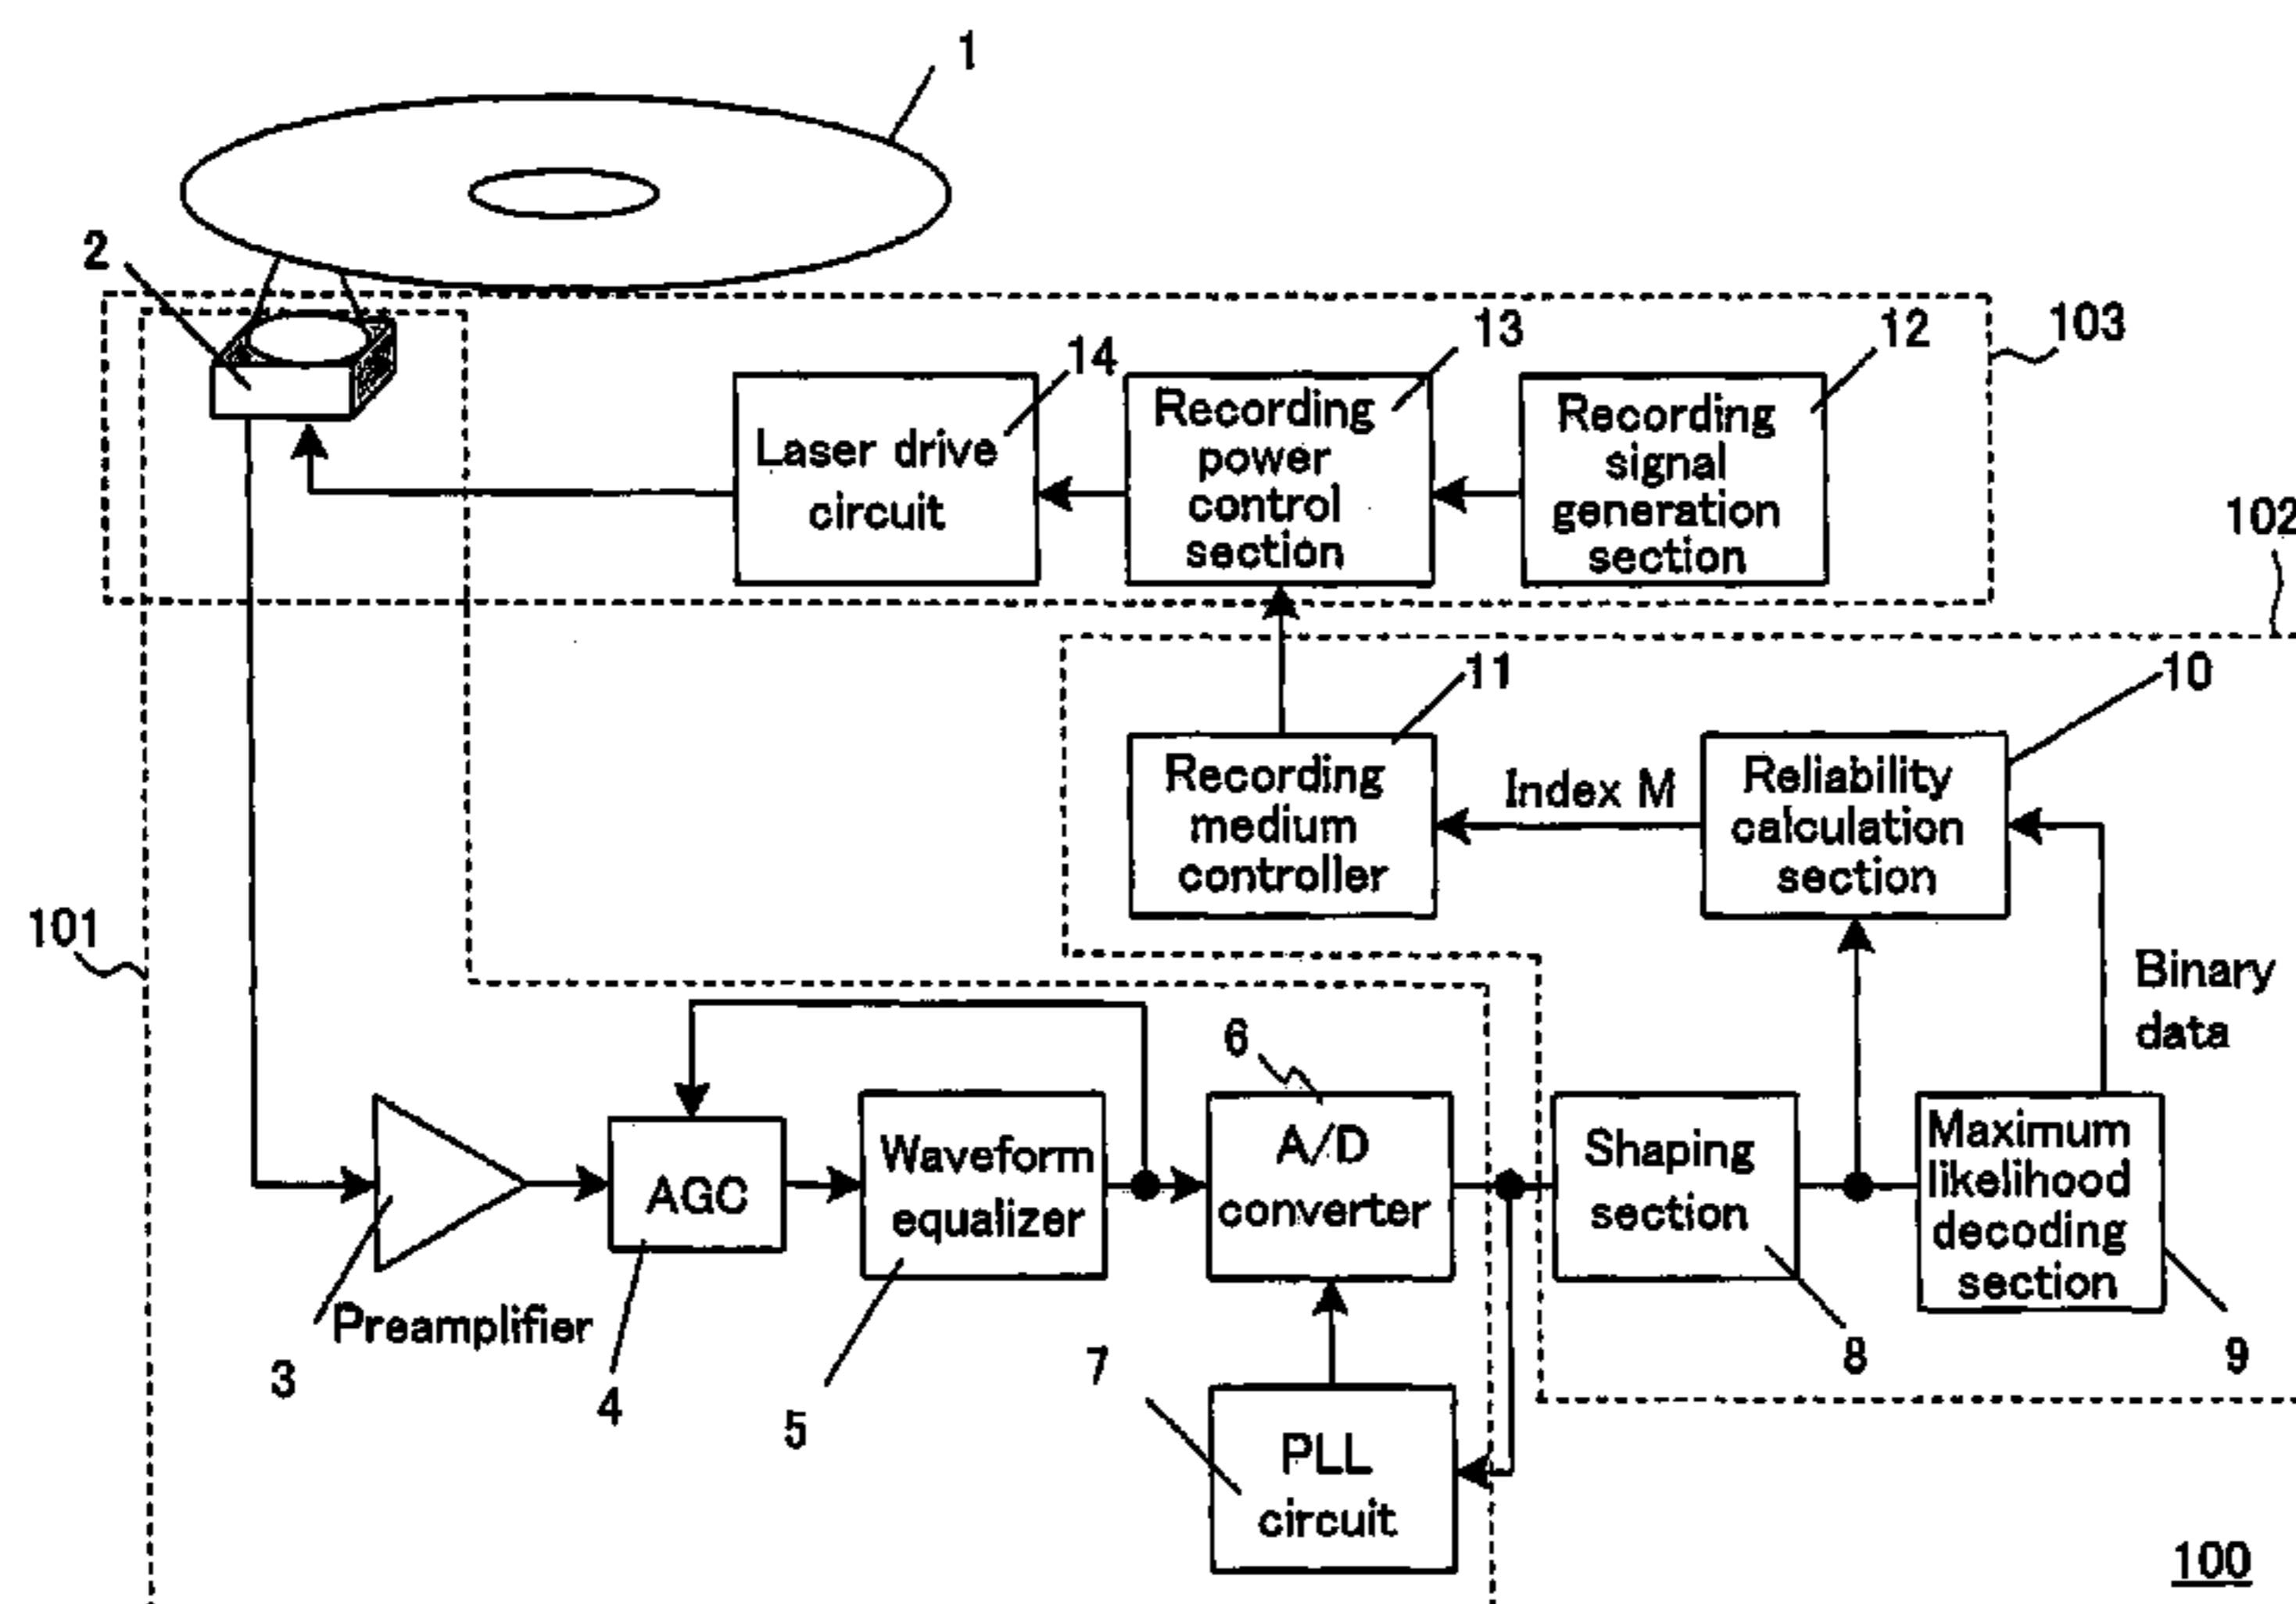 1
2
103
14
13
12
Laser drive
circuit
Recording
power
control
section
Recording
signal
generation
section
102
11
10
Recording
medium
controller
Index M
Reliability
calculation
section
101
Binary
data
6
AGC
Waveform
equalizer
A/D
converter
Shaping
section
Maximum
likelihood
decoding
section
Preamplifier
3
4
5
7
8
9
PLL
circuit
100